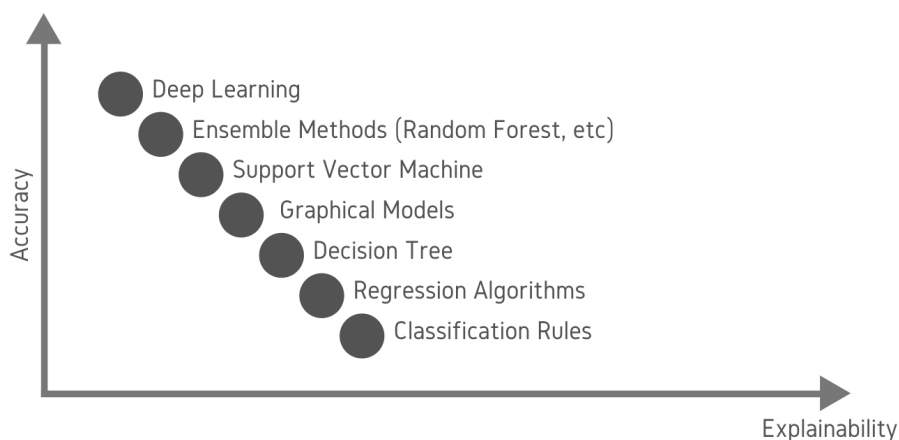 Deep Learning
Ensemble Methods (Random Forest, etc)
Support Vector Machine
Graphical Models
Decision Tree
Regression Algorithms
Classification Rules
Accuracy
Explainability